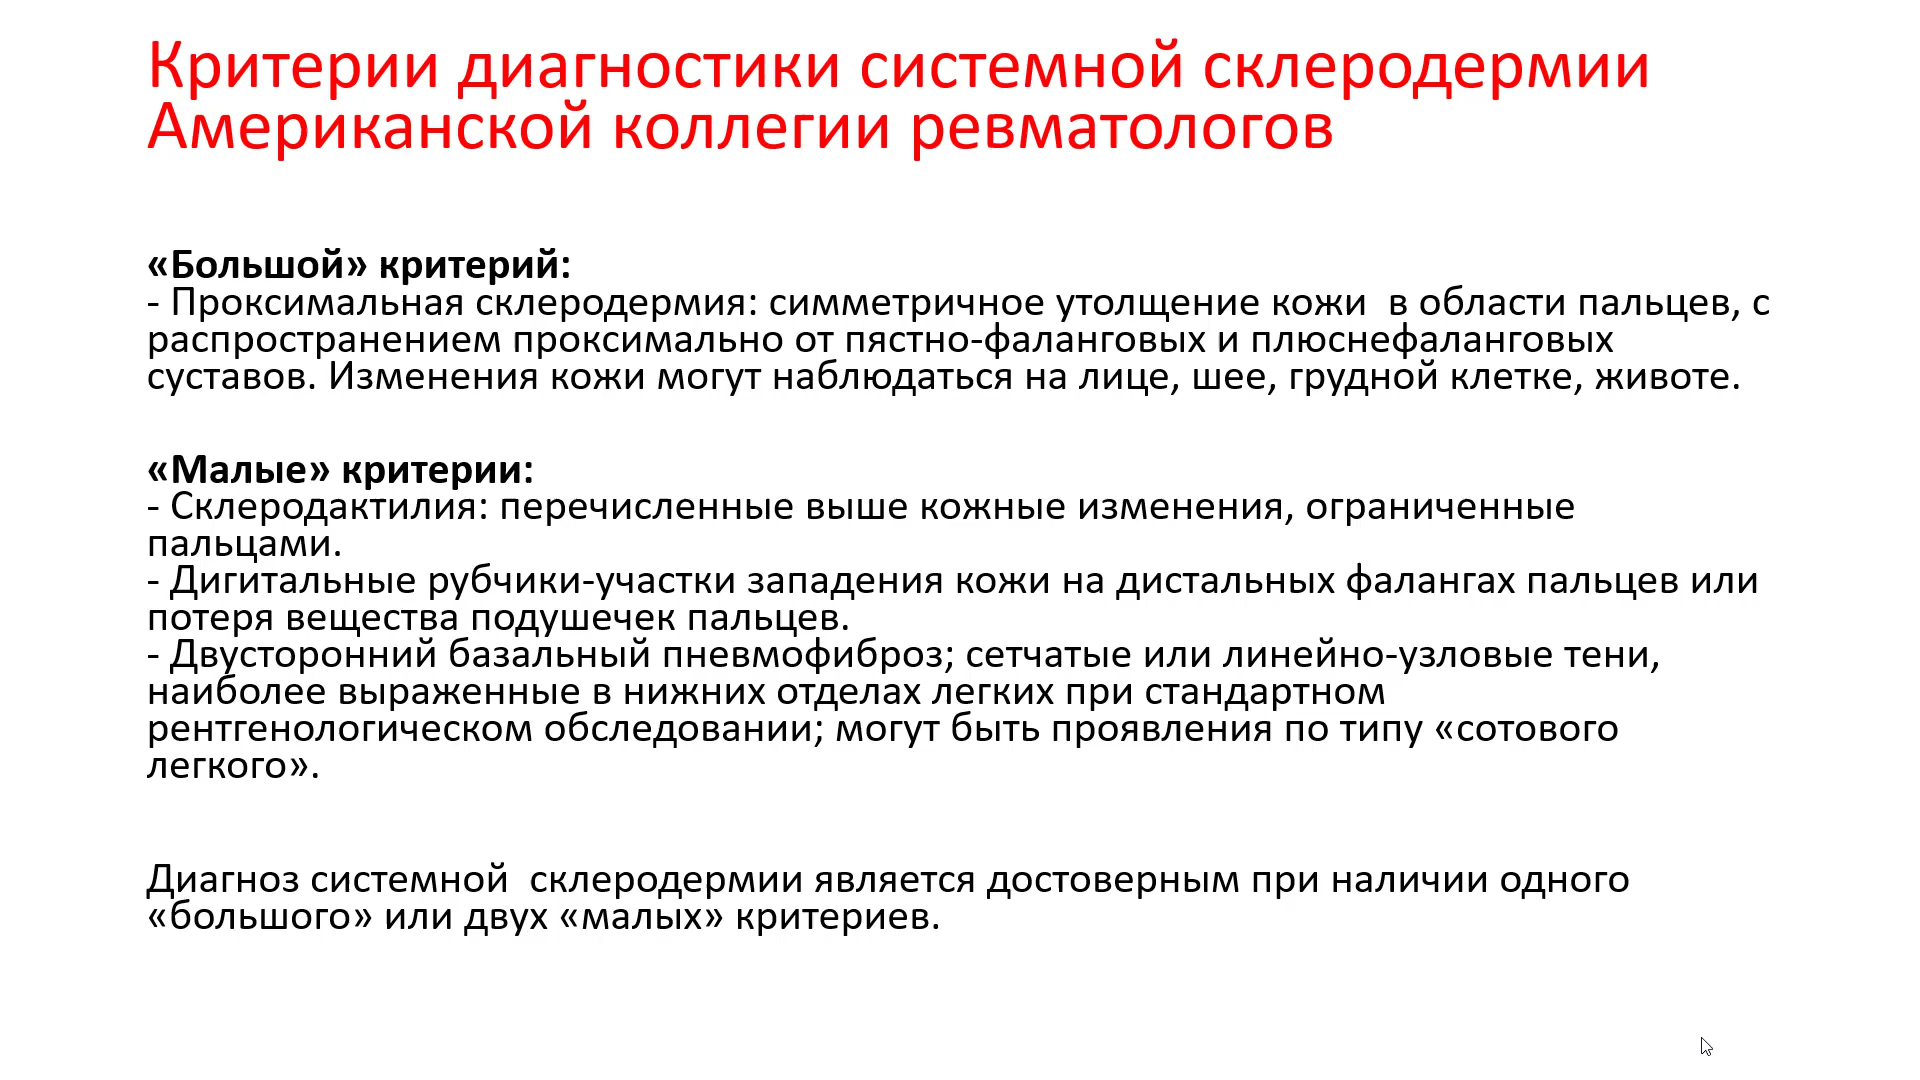 Критерии диагностики системной склеродермии
Американской коллегии ревматологов
«Большой» критерий:
- Проксимальная склеродермия: симметричное утолщение кожи  в области пальцев, с
распространением проксимально от пястно-фаланговых и плюснефаланговых
суставов. Изменения кожи могут наблюдаться на лице, шее, грудной клетке, животе.
«Малые» критерии:
- Склеродактилия: перечисленные выше кожные изменения, ограниченные
пальцами.
- Дигитальные рубчики-участки западения кожи на дистальных фалангах пальцев или
потеря вещества подушечек пальцев.
- Двусторонний базальный пневмофиброз; сетчатые или линейно-узловые тени,
наиболее выраженные в нижних отделах легких при стандартном
рентгенологическом обследовании; могут быть проявления по типу «сотового
легкого».
Диагноз системной  склеродермии является достоверным при наличии одного
«большого» или двух «малых» критериев.